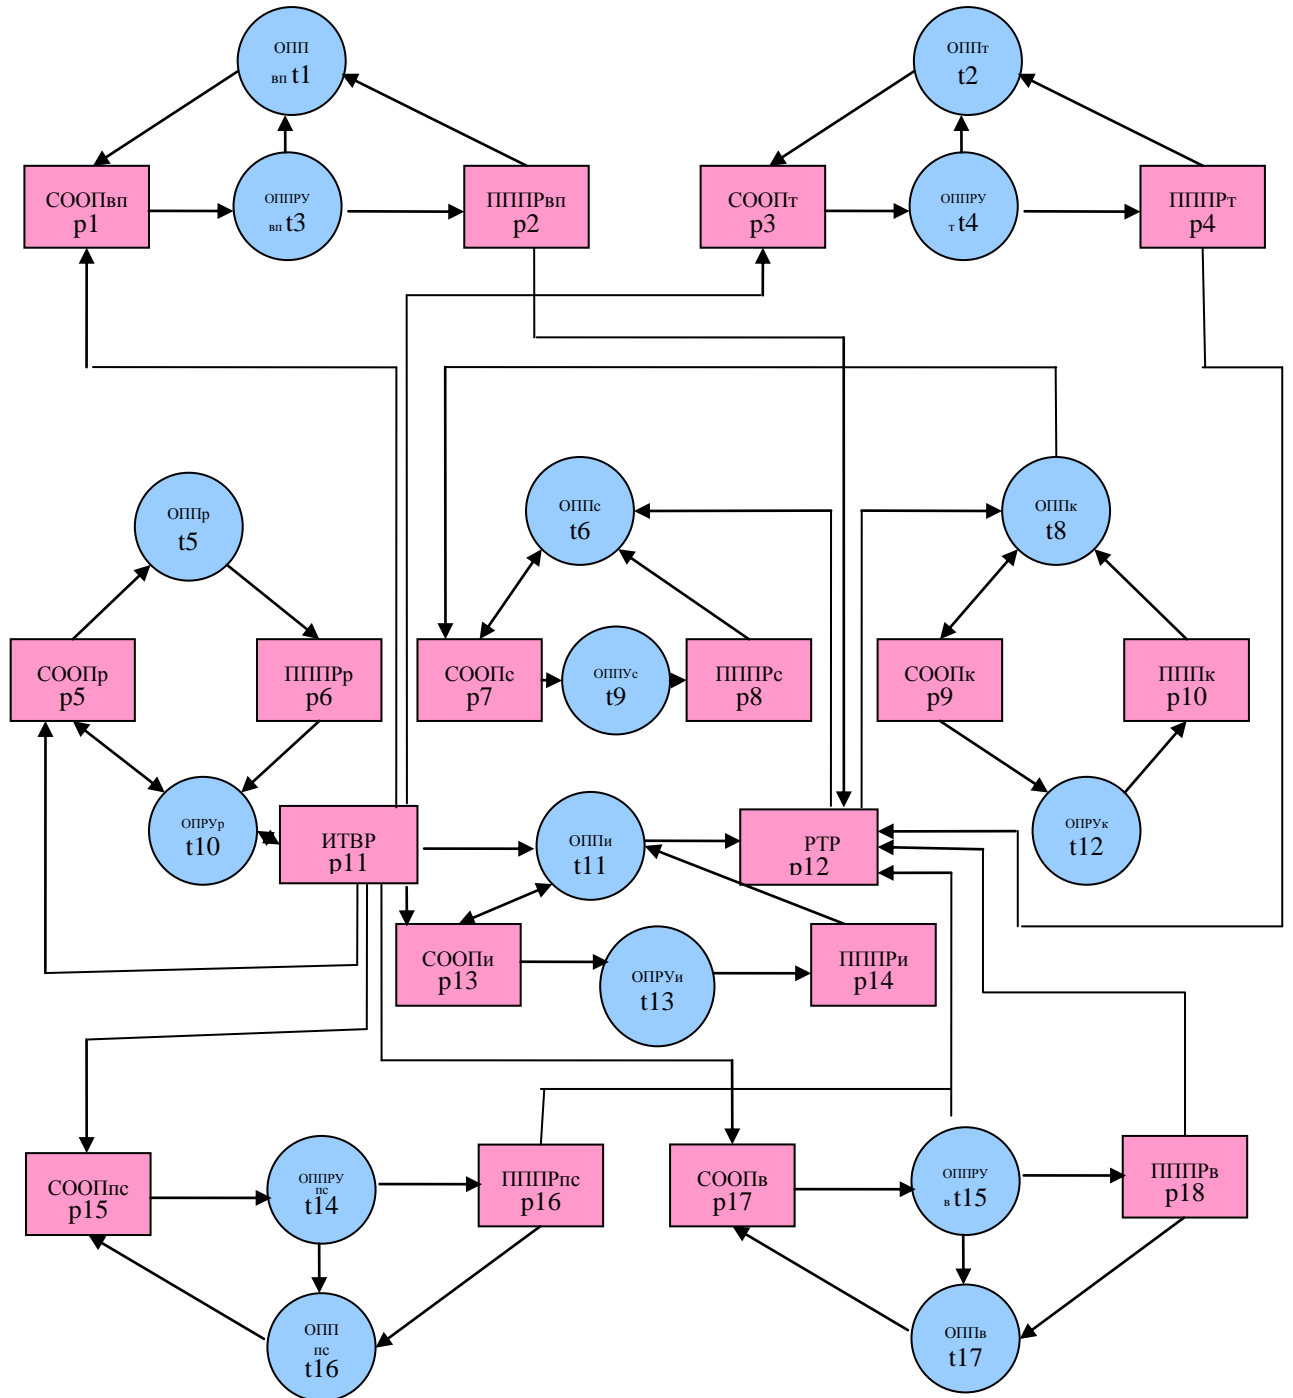 ОПП
вп t1
ОППт
t2
СООПвп
p1
ОППРУ
вп t3
ПППРвп
p2
СООПт
p3
ОППРУ
т t4
ПППРт
p4
ОППр
t5
ОППс
t6
ОППк
t8
СООПр
p5
ПППРр
p6
СООПс
p7
ОППУс
t9
ПППРс
p8
СООПк
p9
ПППк
p10
ОПРУр
t10
ИТВР
p11
ОППи
t11
РТР
p12
ОПРУк
t12
СООПи
p13
ОПРУи
t13
ПППРи
p14
СООПпс
p15
ОППРУ
пс
t14
ПППРпс
p16
СООПв
p17
ОППРУ
в t15
ПППРв
p18
ОПП
пс
t16
ОППв
t17